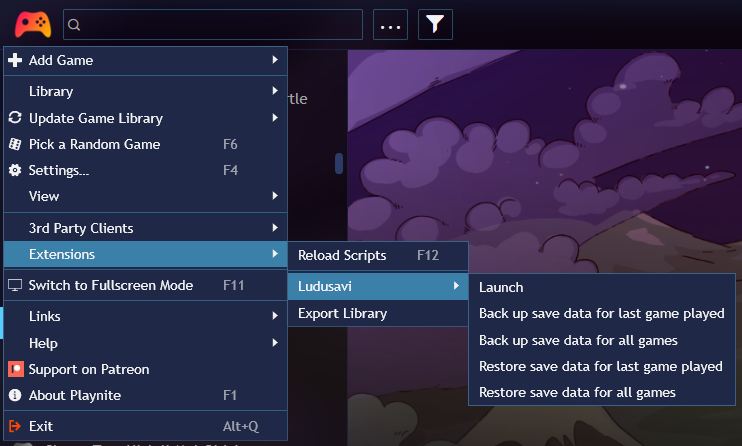 ...
rtle
Add Game
Library
Update Game Library
Pick a Random Game F6
Settings... F4
View
3rd Party Clients
Extensions
Switch to Fullscreen Mode F11
Links
Help
Support on Patreon
About Playnite F1
Exit Alt+Q
Reload Scripts F12
Ludusavi
Export Library
Launch
Back up save data for last game played
Back up save data for all games
Restore save data for last game played
Restore save data for all games